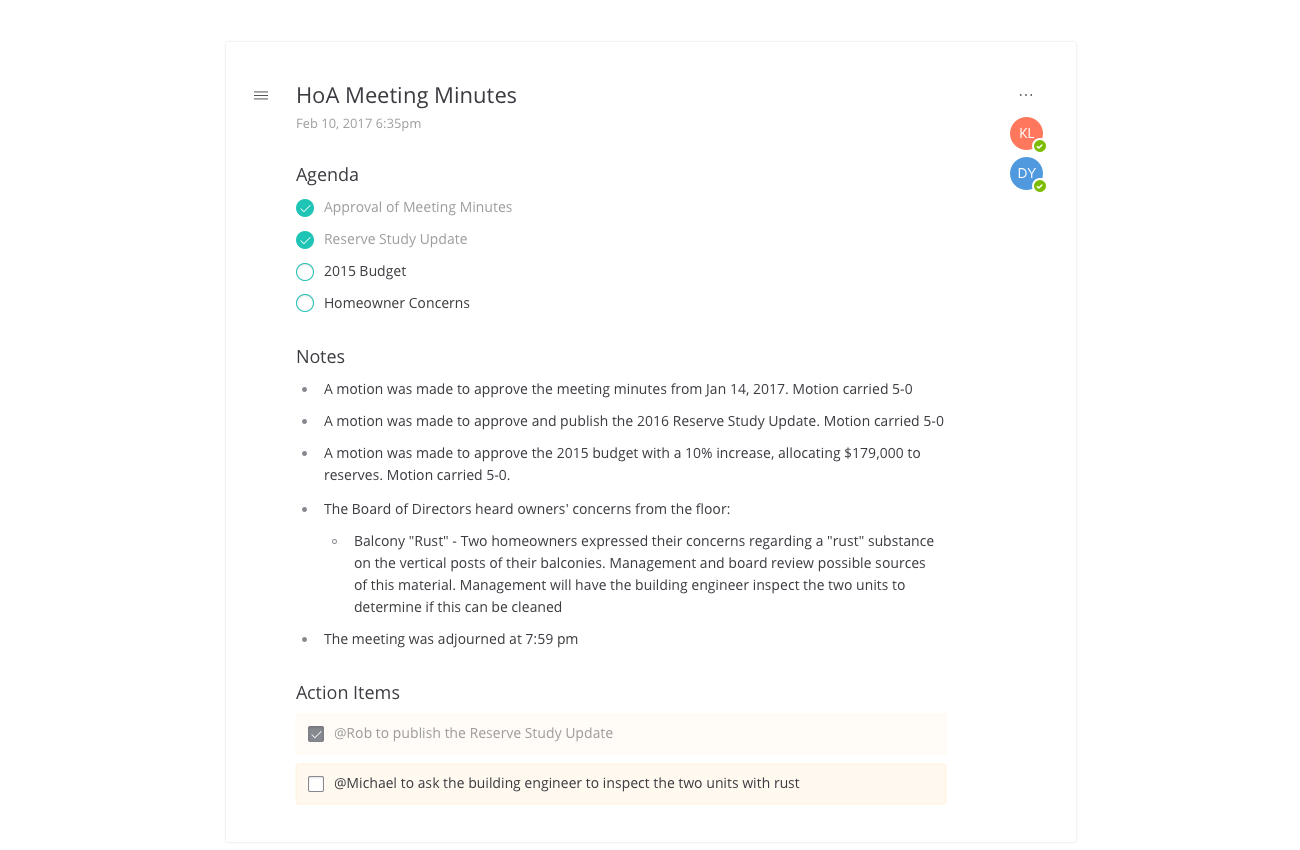 HoA Meeting Minutes
...
Feb 10, 2017 6:35pm
KL
DY
Agenda
Approval of Meeting Minutes
Reserve Study Update
2015 Budget
Homeowner Concerns
Notes
A motion was made to approve the meeting minutes from Jan 14, 2017. Motion carried 5-0
A motion was made to approve and publish the 2016 Reserve Study Update. Motion carried 5-0
A motion was made to approve the 2015 budget with a 10% increase, allocating $179,000 to
reserves. Motion carried 5-0.
The Board of Directors heard owners' concerns from the floor:
Balcony "Rust" - Two homeowners expressed their concerns regarding a "rust" substance
on the vertical posts of their balconies. Management and board review possible sources
of this material. Management will have the building engineer inspect the two units to
determine if this can be cleaned
The meeting was adjourned at 7:59 pm
Action Items
@Rob to publish the Reserve Study Update
@Michael to ask the building engineer to inspect the two units with rust